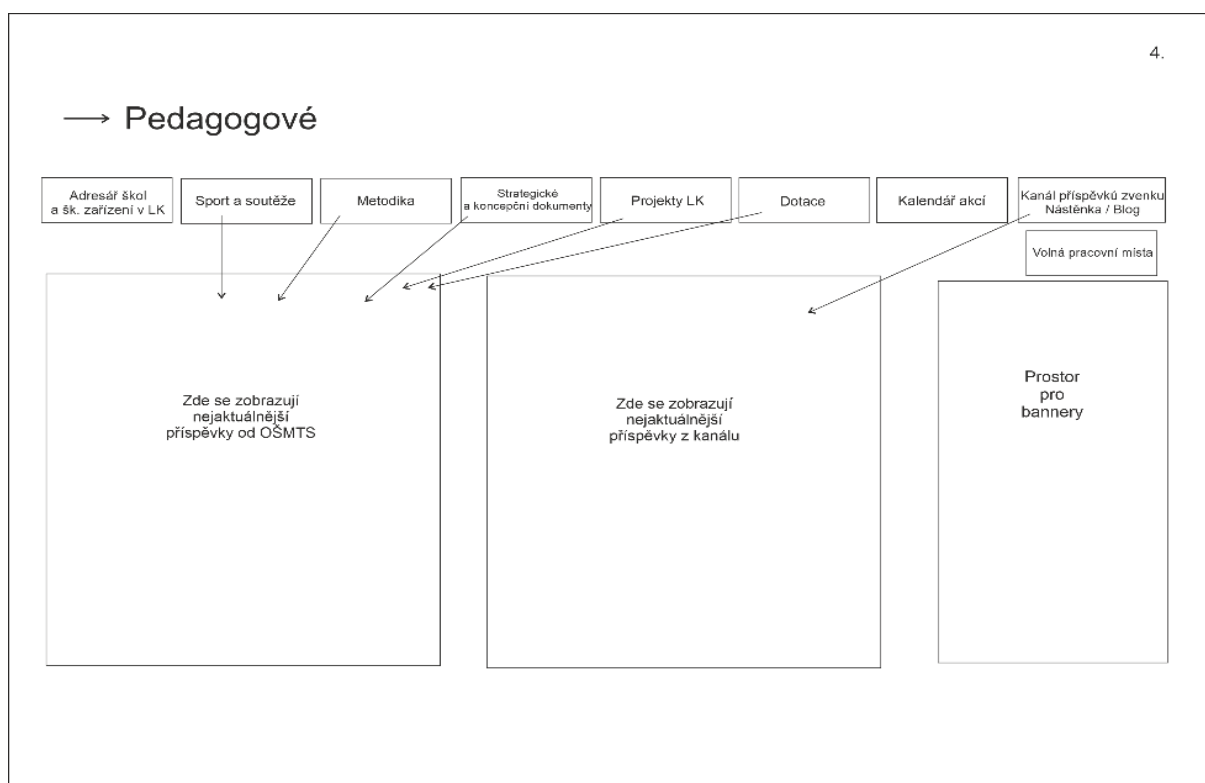 4.
Pedagogové
Adresář škol
a šk. zařízení v LK
Sport a soutěže
Metodika
Strategické
a koncepční dokumenty
Projekty LK
Dotace
Kalendář akcí
Kanál příspěvků zvenku
Nástěnka / Blog
Volná pracovní místa
Zde se zobrazují
nejaktuálnější
příspěvky od OŠMTS
Zde se zobrazují
nejaktuálnější
příspěvky z kanálu
Prostor
pro
bannery